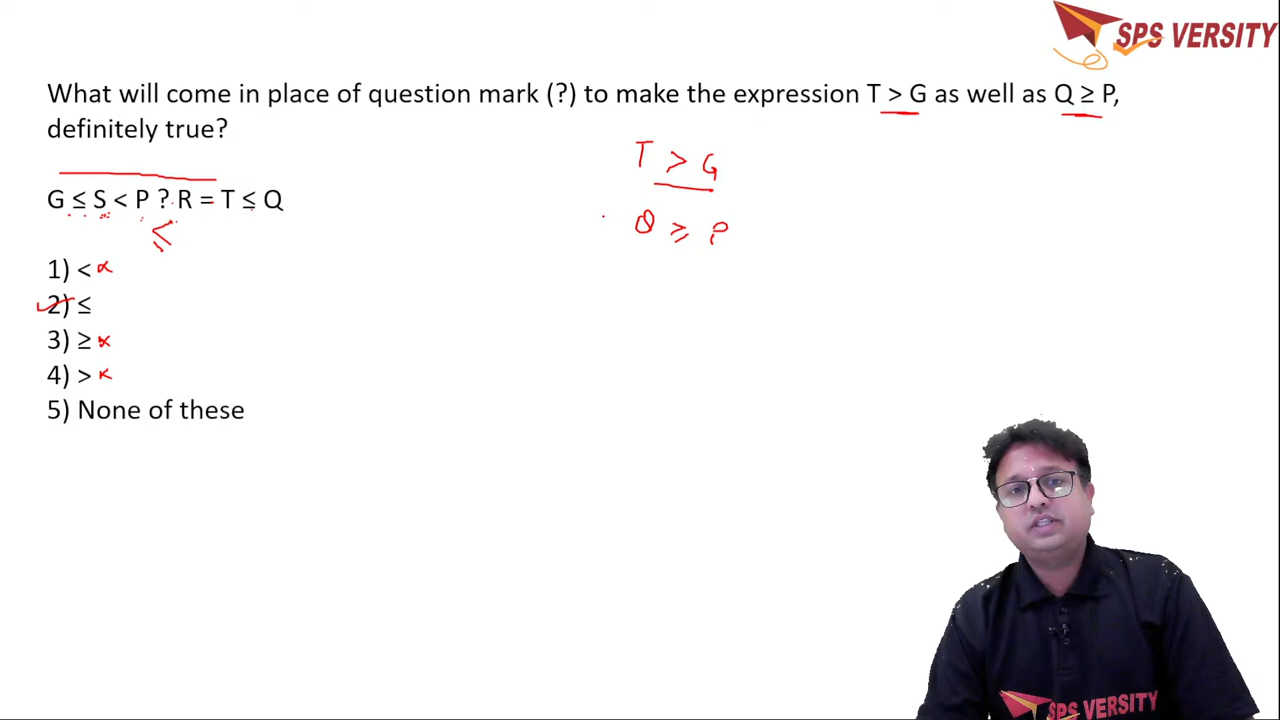 SPS VERSITY
What will come in place of question mark (?) to make the expression T > G as well as Q ≥ P,
definitely true?
T > G
G ≤ S < P ? R = T ≤ Q
Q ≥ P
≤
1) <
2) ≤
3) ≥
4) >
5) None of these
SPS VERSITY